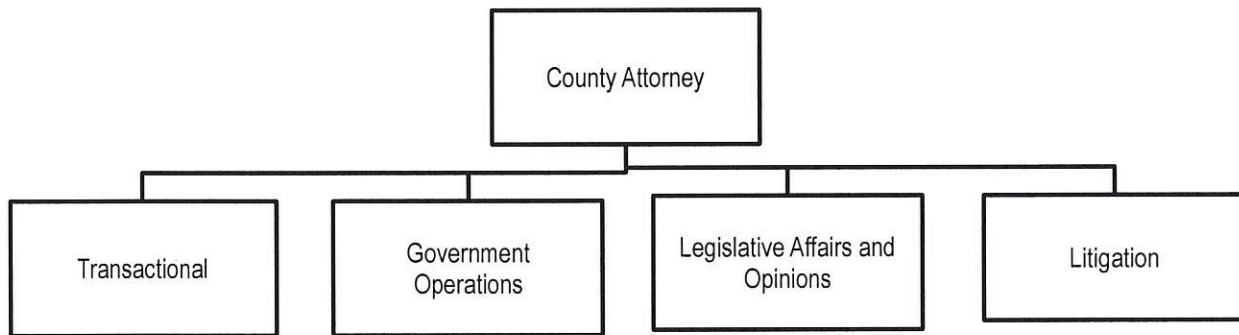 County Attorney
Transactional
Government
Operations
Legislative Affairs and
Opinions
Litigation